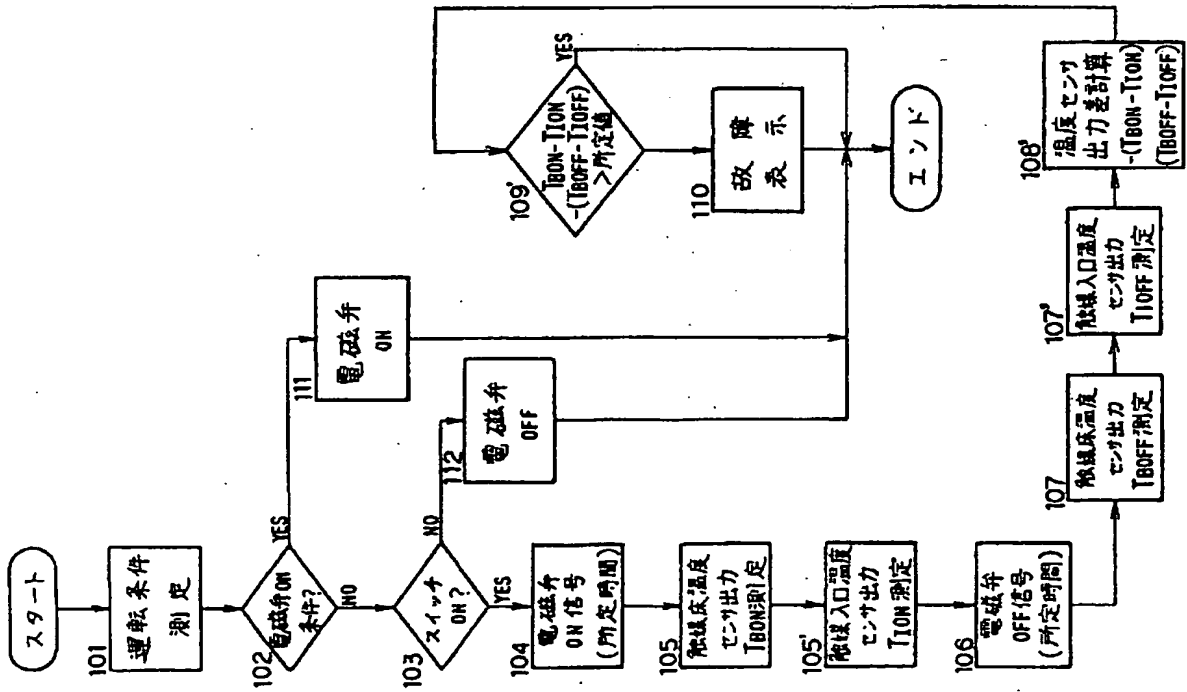 スタート
101
運転条件
測定
102
電磁弁ON
条件?
YES
NO
111
電磁弁
ON
103
スイッチ
ON?
NO
YES
112
電磁弁
OFF
104
電磁弁
ON信号
(所定時間)
105
触媒床温度
センサ出力
TBON測定
105'
触媒入口温度
センサ出力
TION測定
106
電磁弁
OFF信号
(所定時間)
107
触媒床温度
センサ出力
TBOFF測定
107'
触媒入口温度
センサ出力
TIOFF測定
108'
温度センサ
出力差計算
-(TBON-TION)
(TBOFF-TIOFF)
109'
TBON-TION
-(TBOFF-TIOFF)
>所定値
YES
110
故障
表示
エンド